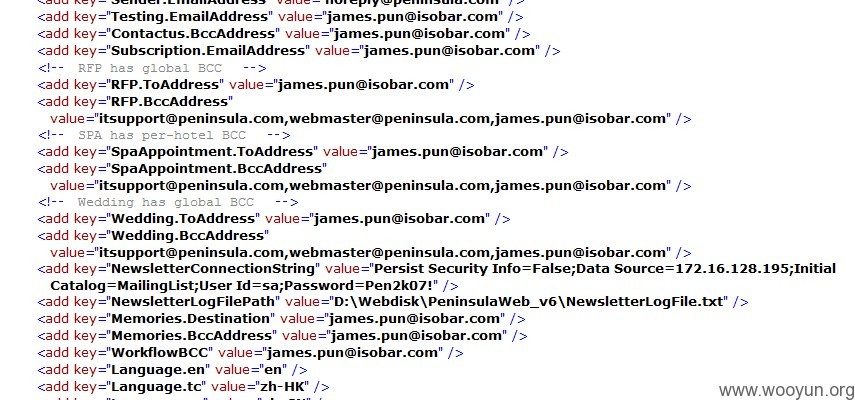 <add key="Sender.EmailAddress" value="noreply@peninsula.com" />
<add key="Testing.EmailAddress" value="james.pun@isobar.com" />
<add key="Contactus.BccAddress" value="james.pun@isobar.com" />
<add key="Subscription.EmailAddress" value="james.pun@isobar.com" />
<!-- RFP has global BCC -->
<add key="RFP.ToAddress" value="james.pun@isobar.com" />
<add key="RFP.BccAddress"
value="itsupport@peninsula.com,webmaster@peninsula.com,james.pun@isobar.com" />
<!-- SPA has per-hotel BCC -->
<add key="SpaAppointment.ToAddress" value="james.pun@isobar.com" />
<add key="SpaAppointment.BccAddress"
value="itsupport@peninsula.com,webmaster@peninsula.com,james.pun@isobar.com" />
<!-- Wedding has global BCC -->
<add key="Wedding.ToAddress" value="james.pun@isobar.com" />
<add key="Wedding.BccAddress"
value="itsupport@peninsula.com,webmaster@peninsula.com,james.pun@isobar.com" />
<add key="NewsletterConnectionString" value="Persist Security Info=False;Data Source=172.16.128.195;Initial
Catalog=MailingList;User Id=sa;Password=Pen2k07!" />
<add key="NewsletterLogFilePath" value="D:\Webdisk\PeninsulaWeb_v6\NewsletterLogFile.txt" />
<add key="Memories.Destination" value="james.pun@isobar.com" />
<add key="Memories.BccAddress" value="james.pun@isobar.com" />
<add key="WorkflowBCC" value="james.pun@isobar.com" />
<add key="Language.en" value="en" />
<add key="Language.tc" value="zh-HK" />
www.wooyun.org